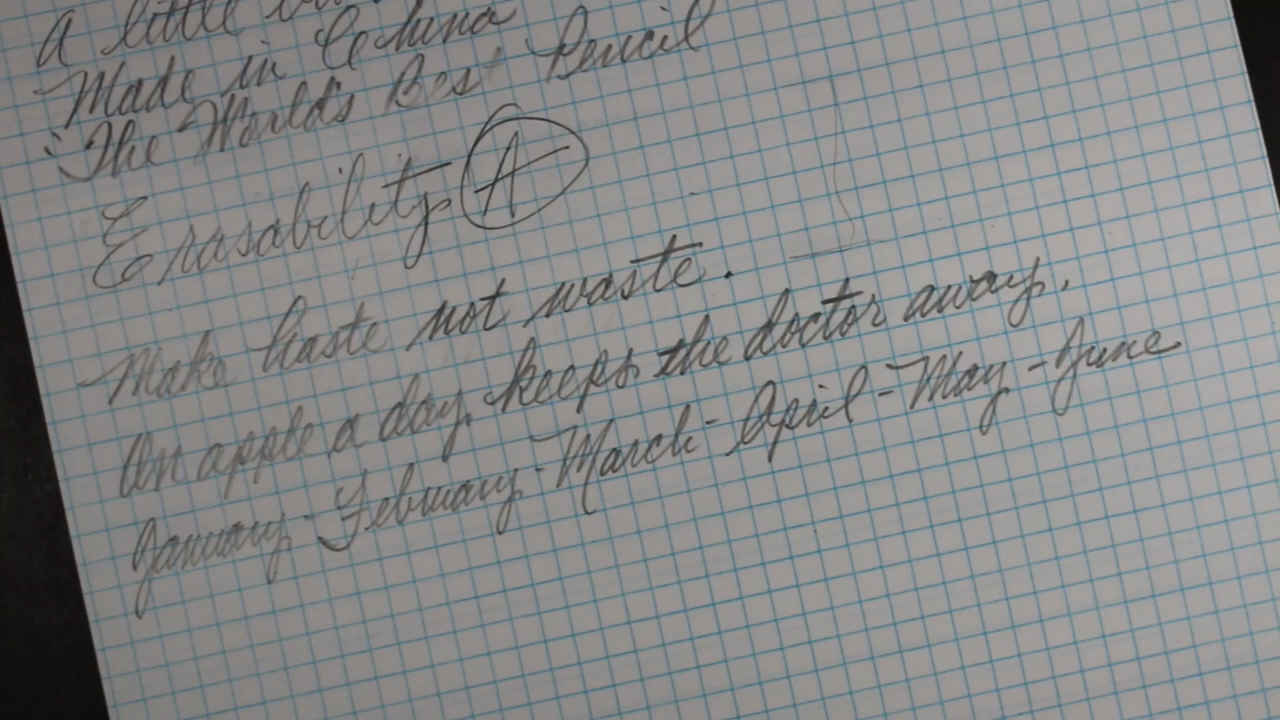 A little
Made in China
"The World's Best Pencil
Erasability A
Make haste not waste.
An apple a day keeps the doctor away.
January-February-March-April-May-June